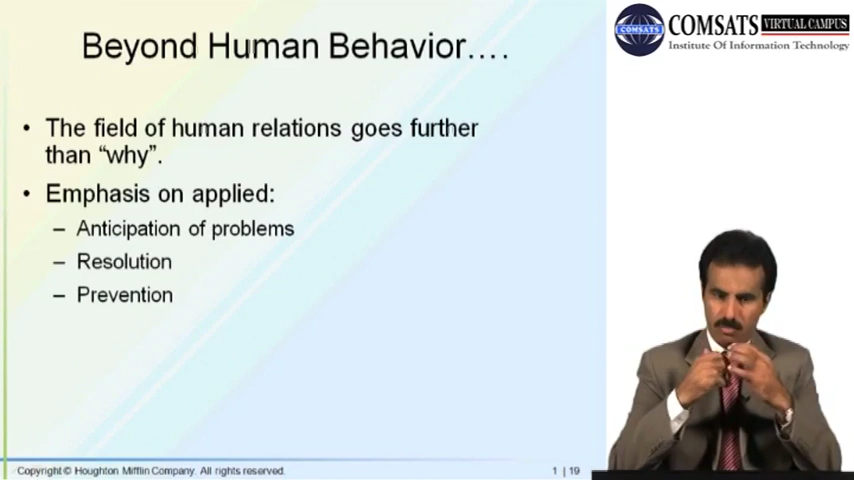 Beyond Human Behavior....
• The field of human relations goes further
than “why”.
• Emphasis on applied:
– Anticipation of problems
– Resolution
– Prevention
Copyright © Houghton Mifflin Company. All rights reserved.
1 | 19
COMSATS
COMSATS VIRTUAL CAMPUS
Institute Of Information Technology